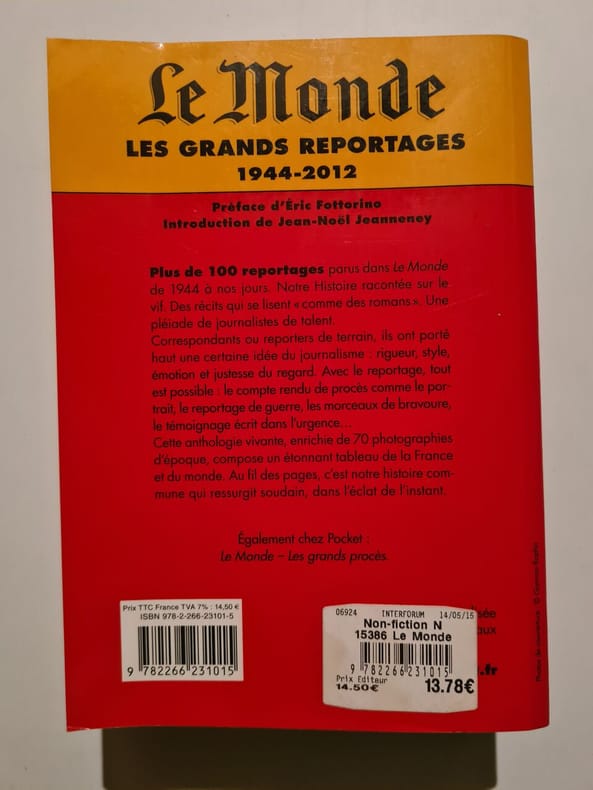 Le Monde
LES GRANDS REPORTAGES
1944-2012
Préface d'Éric Fottorino
Introduction de Jean-Noël Jeanneney
Plus de 100 reportages parus dans Le Monde
de 1944 à nos jours. Notre Histoire racontée sur le
vif. Des récits qui se lisent « comme des romans ». Une
pléiade de journalistes de talent.
Correspondants ou reporters de terrain, ils ont porté
haut une certaine idée du journalisme : rigueur, style,
émotion et justesse du regard. Avec le reportage, tout
est possible : le compte rendu de procès comme le por-
trait, le reportage de guerre, les morceaux de bravoure,
le témoignage écrit dans l'urgence...
Cette anthologie vivante, enrichie de 70 photographies
d'époque, compose un étonnant tableau de la France
et du monde. Au fil des pages, c'est notre histoire com-
mune qui ressurgit soudain, dans l'éclat de l'instant.
Également chez Pocket :
Le Monde – Les grands procès.
Prix TTC France TVA 7% : 14,50 €
ISBN 978-2-266-23101-5
9 782266 231015
06924 INTERFORUM 14/05/15
Non-fiction N
15386 Le Monde
9 782266 231015
Prix Editeur
14.50€ 13.78€
.fr
Photos de couverture : © Gamma-Rapho